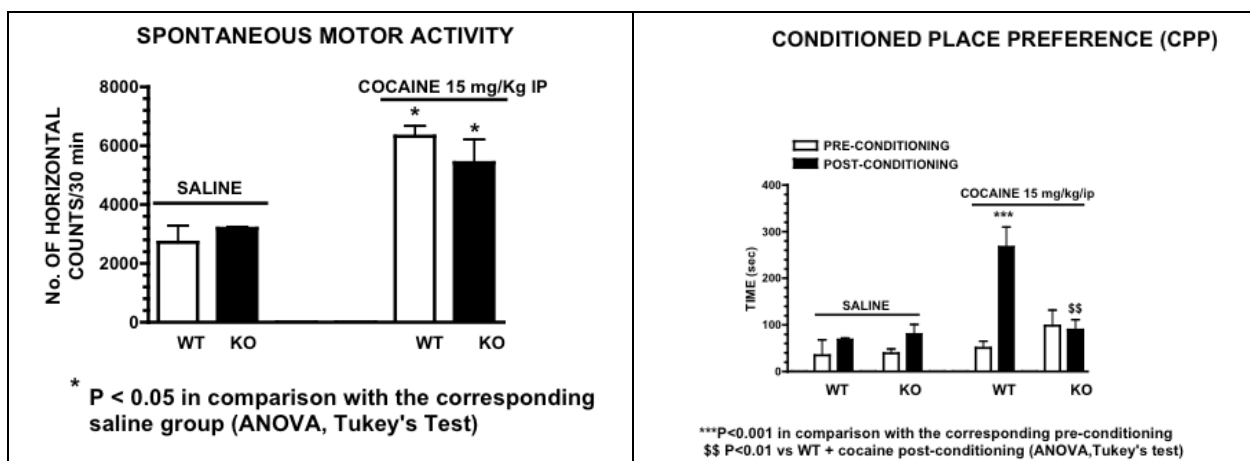 SPONTANEOUS MOTOR ACTIVITY
No. OF HORIZONTAL
COUNTS/30 min
8000
6000
4000
2000
0
SALINE
COCAINE 15 mg/Kg IP
*
*
WT
KO
WT
KO
* P < 0.05 in comparison with the corresponding
saline group (ANOVA, Tukey's Test)
CONDITIONED PLACE PREFERENCE (CPP)
PRE-CONDITIONING
POST-CONDITIONING
TIME (sec)
400
300
200
100
0
SALINE
COCAINE 15 mg/kg/ip
***
$$
WT
KO
WT
KO
***P<0.001 in comparison with the corresponding pre-conditioning
$$ P<0.01 vs WT + cocaine post-conditioning (ANOVA,Tukey's test)